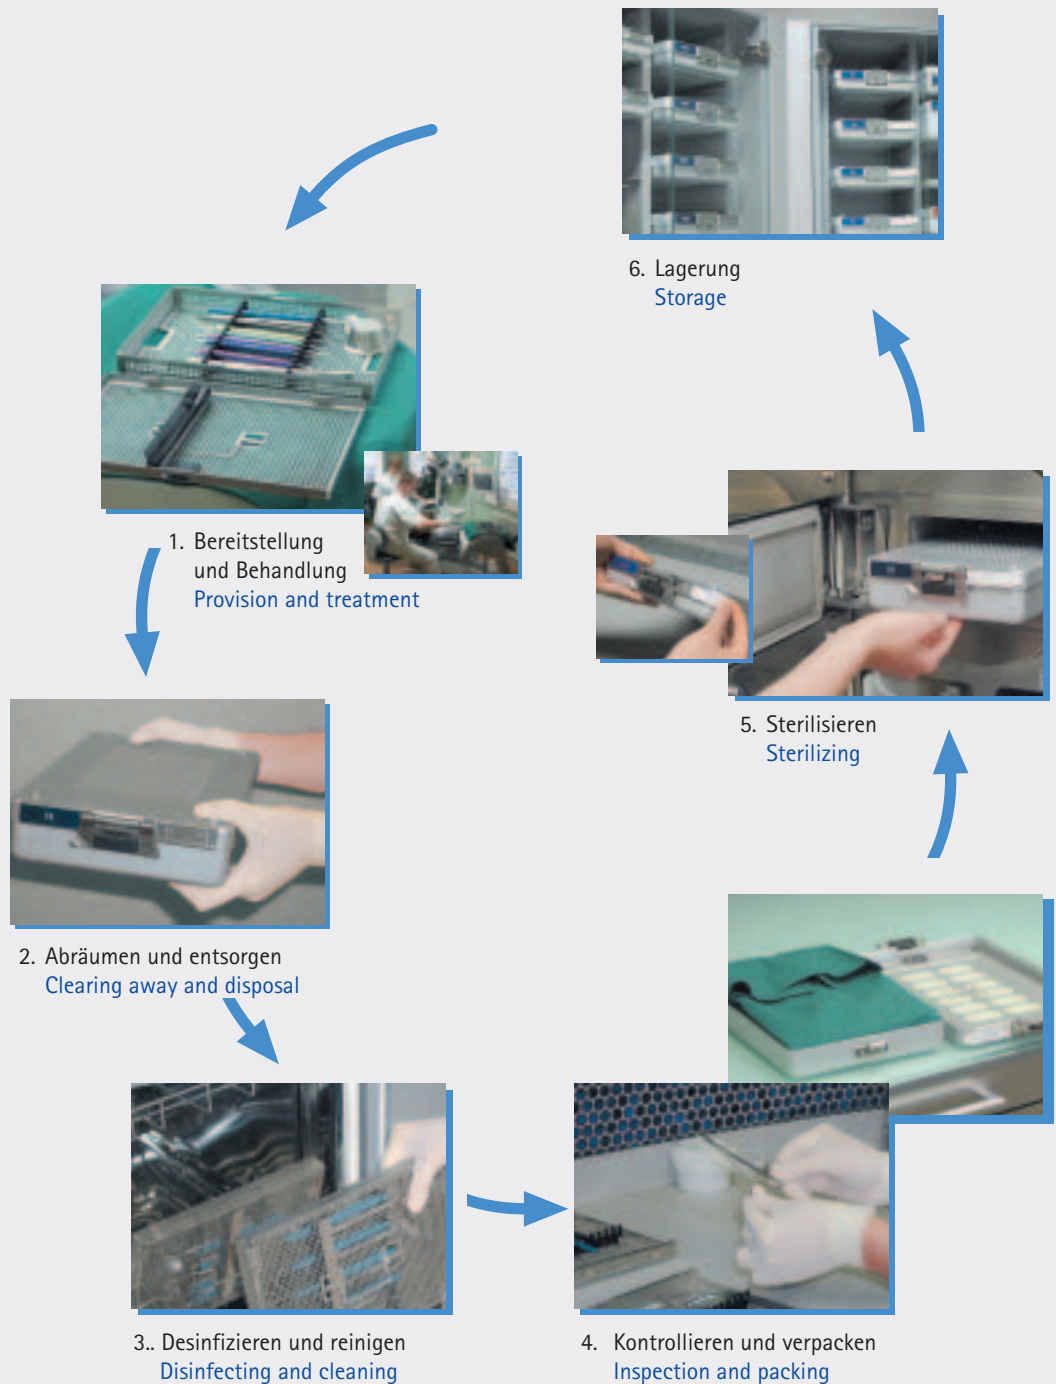 6. Lagerung
Storage
1. Bereitstellung
und Behandlung
Provision and treatment
5. Sterilisieren
Sterilizing
2. Abräumen und entsorgen
Clearing away and disposal
3.. Desinfizieren und reinigen
Disinfecting and cleaning
4. Kontrollieren und verpacken
Inspection and packing